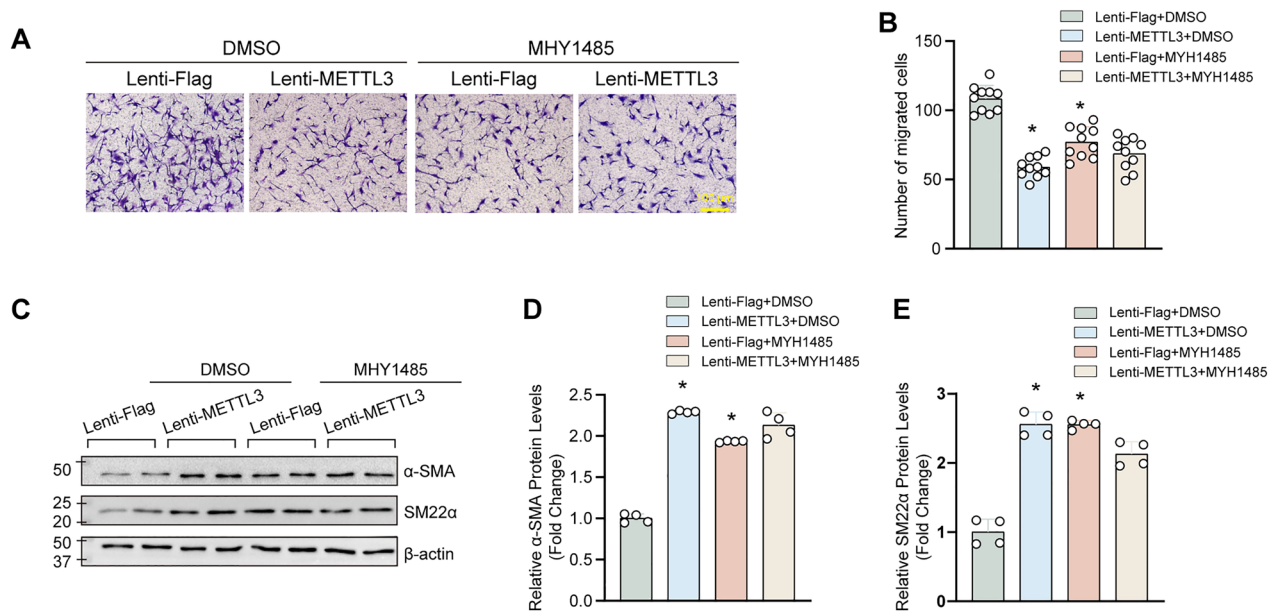 A
DMSO
MHY1485
Lenti-Flag
Lenti-METTL3
Lenti-Flag
Lenti-METTL3
B
Lenti-Flag+DMSO
Lenti-METTL3+DMSO
Lenti-Flag+MYH1485
Lenti-METTL3+MYH1485
Number of migrated cells
150
100
50
0
*
*
C
DMSO
MHY1485
Lenti-Flag
Lenti-METTL3
Lenti-Flag
Lenti-METTL3
50
α-SMA
25
20
SM22α
50
37
β-actin
D
Lenti-Flag+DMSO
Lenti-METTL3+DMSO
Lenti-Flag+MYH1485
Lenti-METTL3+MYH1485
Relative α-SMA Protein Levels
(Fold Change)
2.5
2.0
1.5
1.0
0.5
0.0
*
*
E
Lenti-Flag+DMSO
Lenti-METTL3+DMSO
Lenti-Flag+MYH1485
Lenti-METTL3+MYH1485
Relative SM22α Protein Levels
(Fold Change)
3
2
1
0
*
*